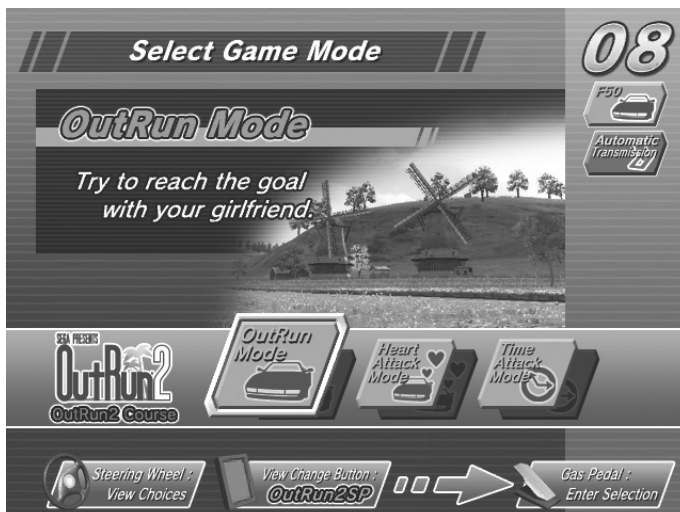 Select Game Mode
08
F50
Automatic
Transmission
OutRun Mode
Try to reach the goal
with your girlfriend.
SEGA PRESENTS
OutRun2
OutRun2 Course
OutRun
Mode
Heart
Attack
Mode
Time
Attack
Mode
Steering Wheel :
View Choices
View Change Button :
OutRun2SP
Gas Pedal :
Enter Selection